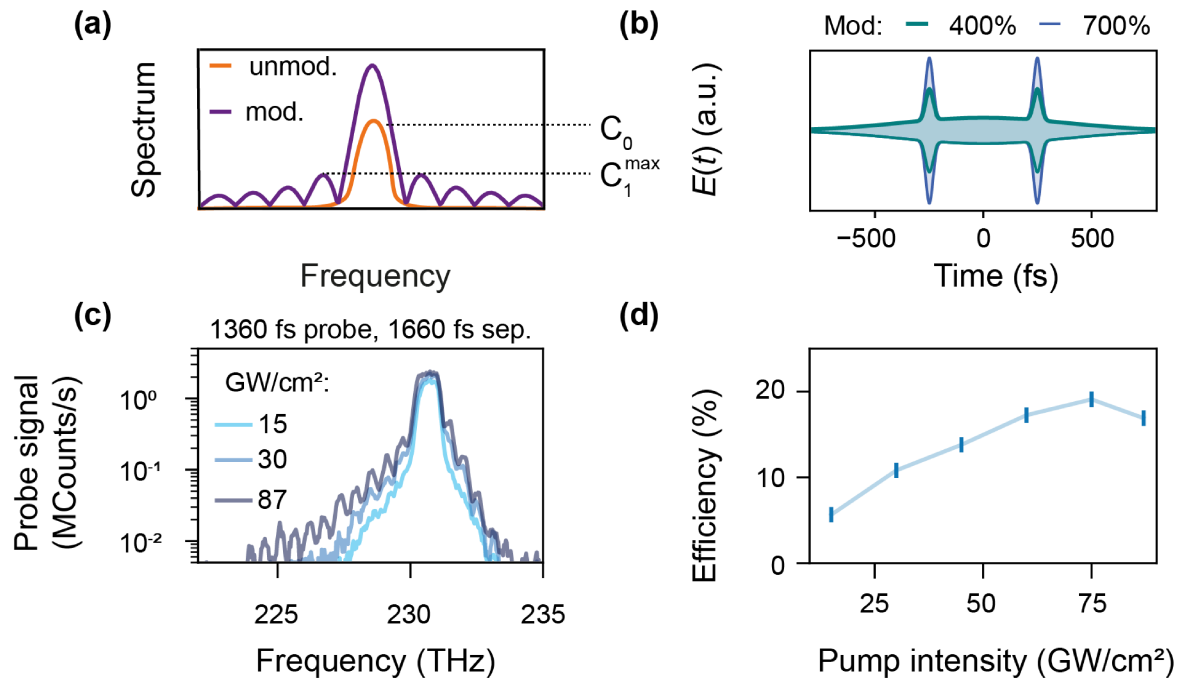 (a)
unmod.
mod.
C₀
C₁ᵐᵃˣ
Spectrum
Frequency
(b)
Mod: 400% 700%
E(t) (a.u.)
−500 0 500
Time (fs)
(c)
1360 fs probe, 1660 fs sep.
GW/cm²:
15
30
87
10⁰
10⁻¹
10⁻²
Probe signal
(MCounts/s)
225 230 235
Frequency (THz)
(d)
20
10
0
Efficiency (%)
25 50 75
Pump intensity (GW/cm²)